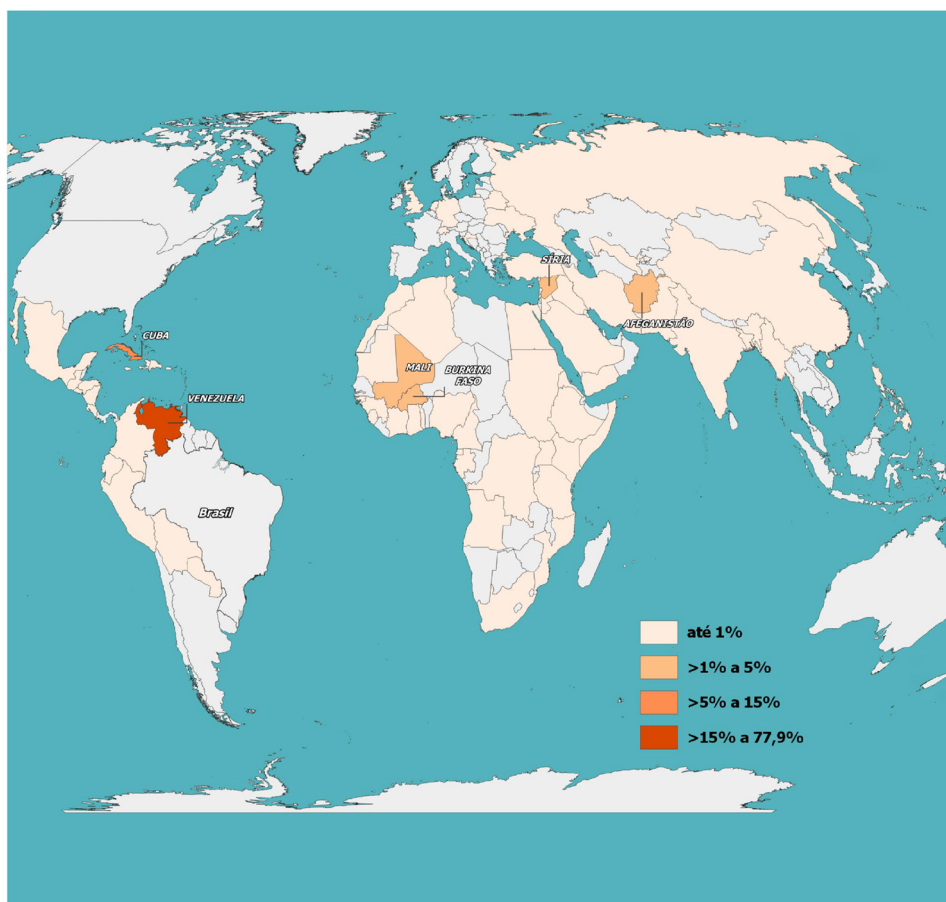 SÍRIA
AFEGANISTÃO
CUBA
MALI
BURKINA
FASO
VENEZUELA
Brasil
até 1%
>1% a 5%
>5% a 15%
>15% a 77,9%